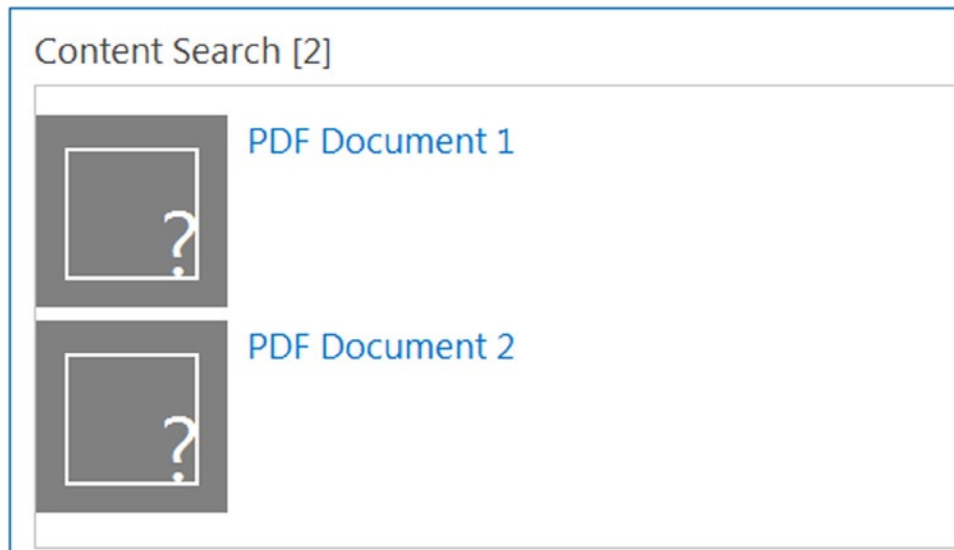 Content Search [2]
PDF Document 1
?
PDF Document 2
?